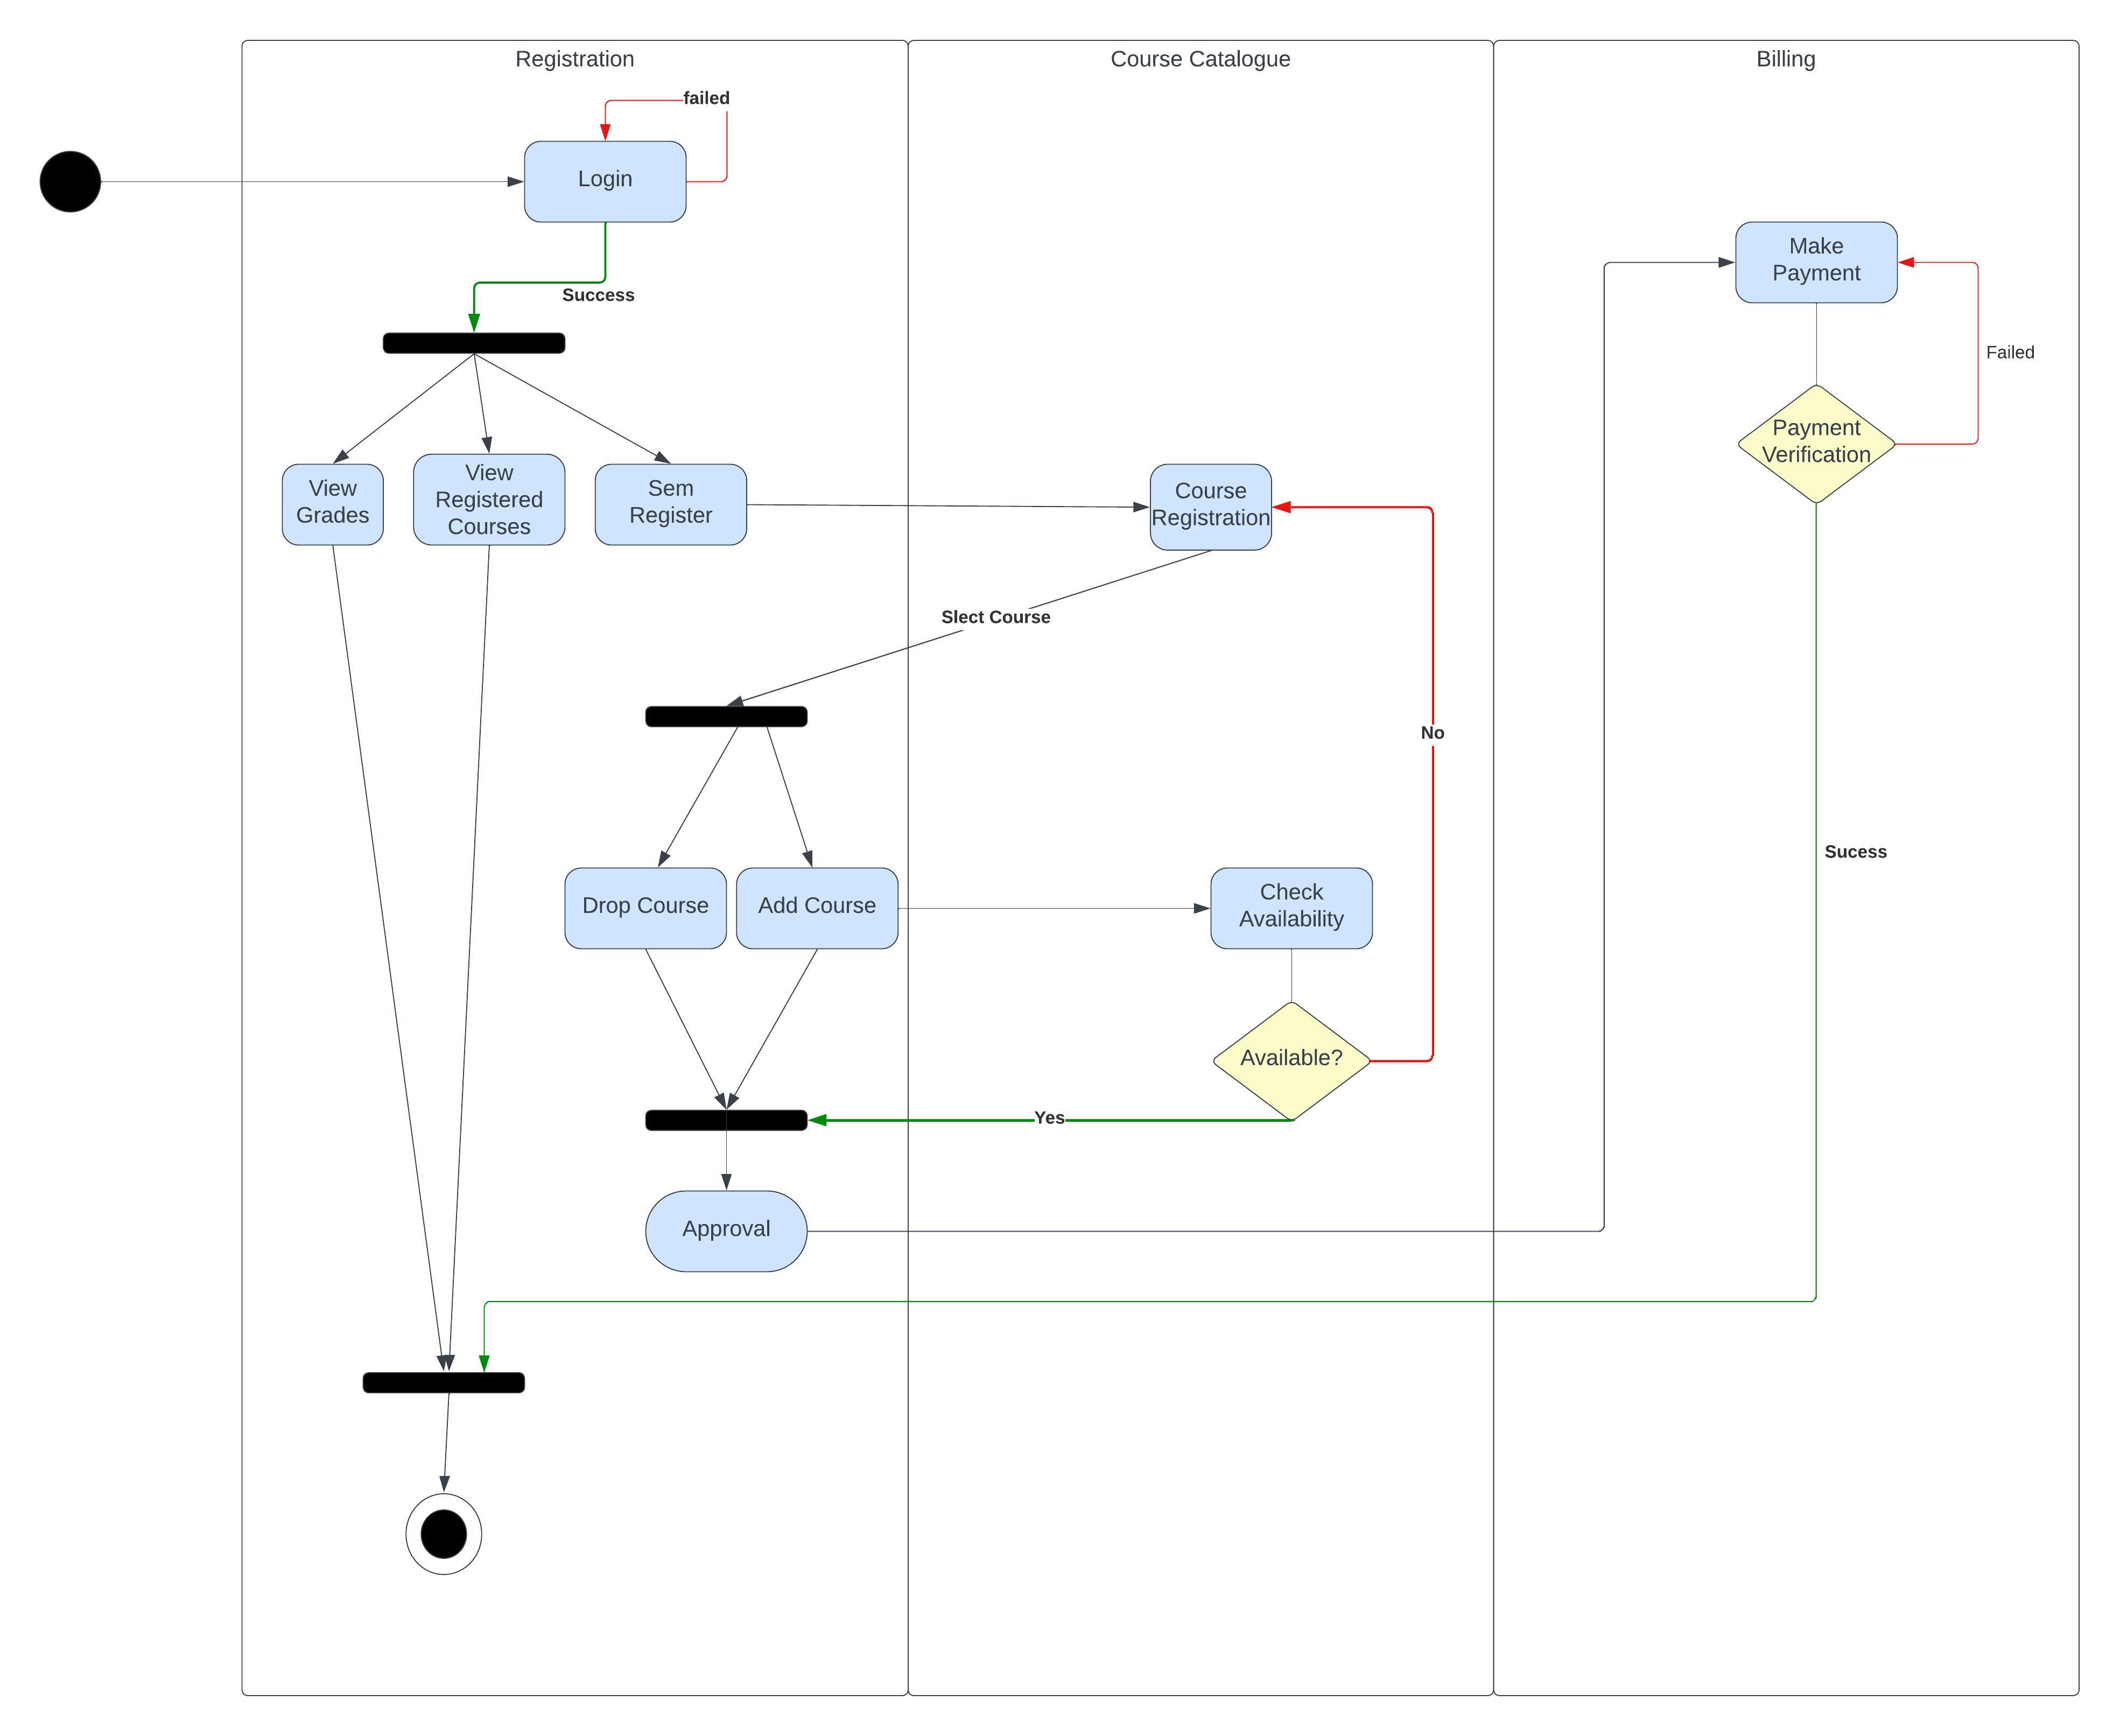 Registration
Course Catalogue
Billing
failed
Login
Success
Make
Payment
Failed
Payment
Verification
View
Grades
View
Registered
Courses
Sem
Register
Course
Registration
Slect Course
No
Sucess
Drop Course
Add Course
Check
Availability
Available?
Yes
Approval